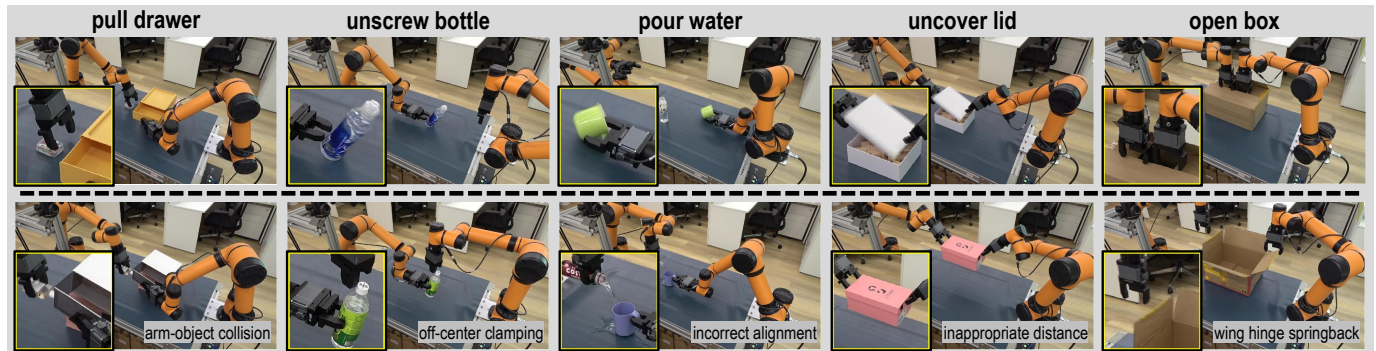 pull drawer
unscrew bottle
pour water
uncover lid
open box
arm-object collision
off-center clamping
incorrect alignment
inappropriate distance
wing hinge springback